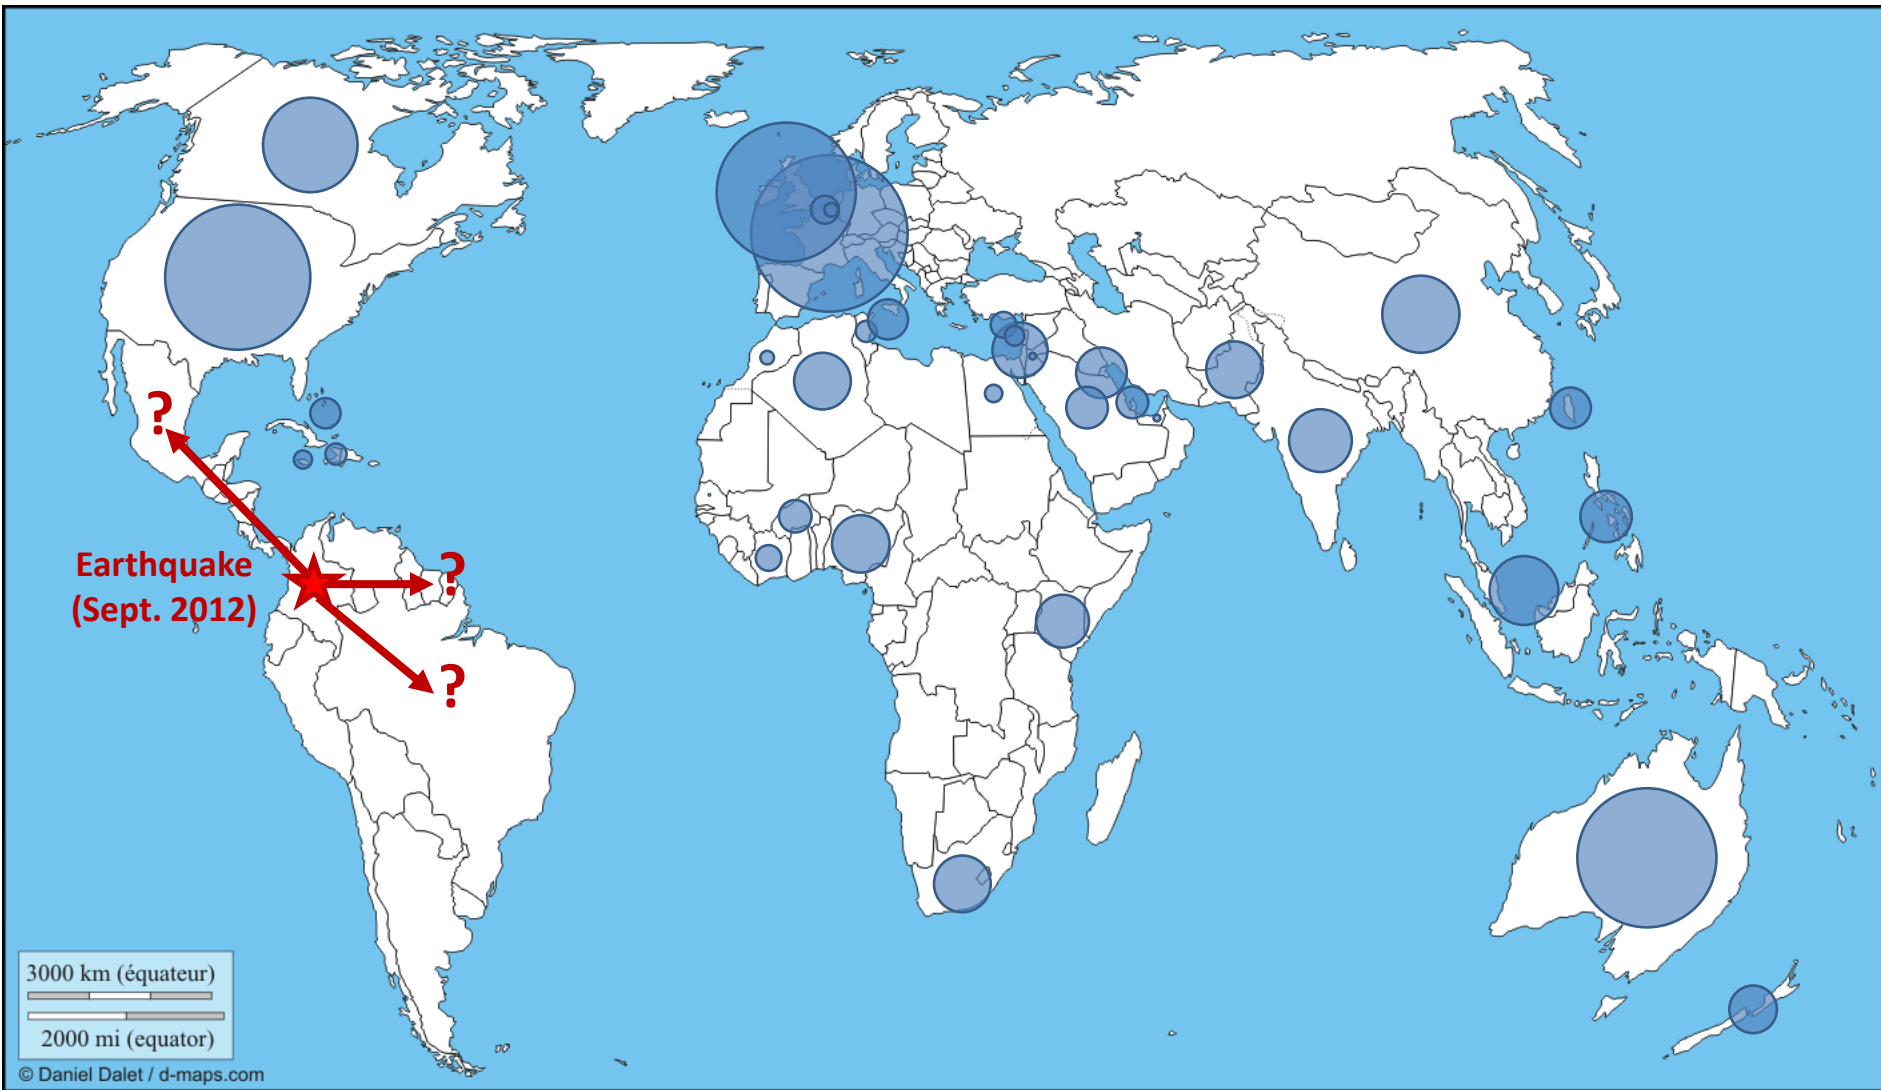 ?
?
Earthquake
(Sept. 2012)
?
3000 km (équateur)
2000 mi (equator)
© Daniel Dalet / d-maps.com